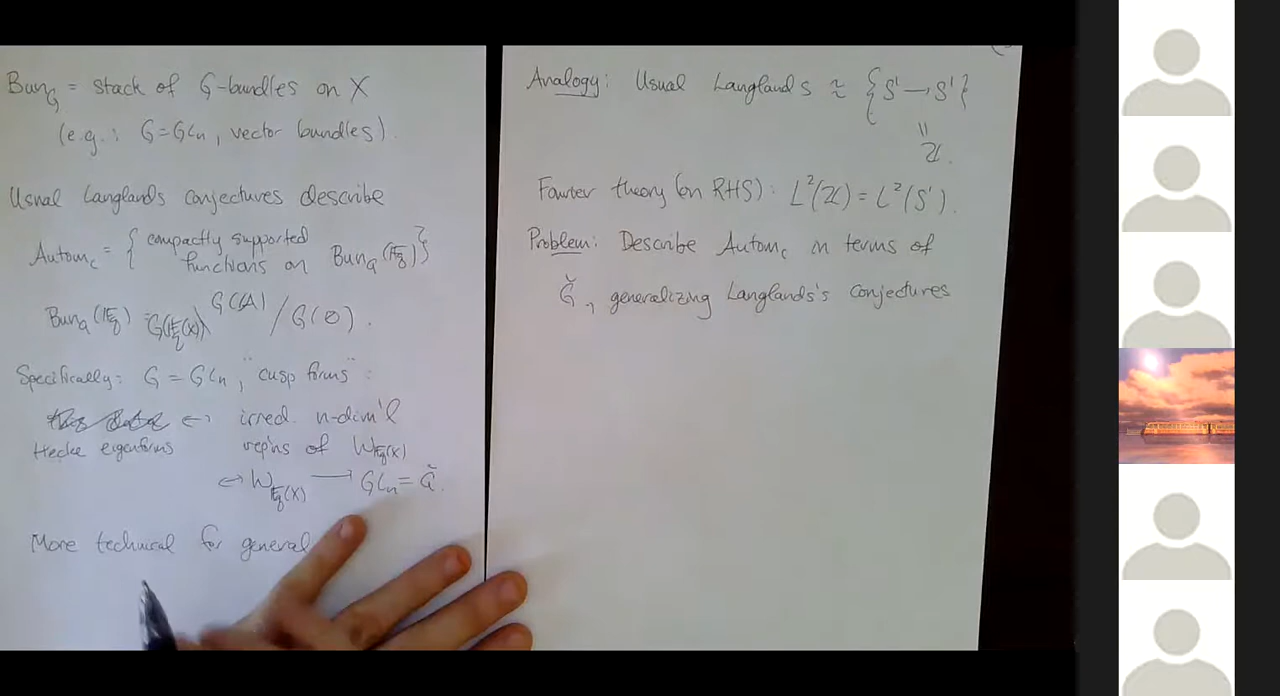 Bun_G = stack of G-bundles on X
(e.g.: G=GL_n, vector bundles).
Usual Langlands conjectures describe
Autom_c = { compactly supported functions on Bun_G(F_q) }
Bun_G(F_q) = G(F_q(X)) \ G(A) / G(O).
Specifically: G = GL_n, "cusp forms":
Hecke eigenforms ↔ irred. n-dim'l
rep'ns of W_{F_q(X)}
↔ W_{F_q(X)} → GL_n = Ǧ.
More technical for general
Analogy: Usual Langlands ≈ {S¹ → S¹}
"
ℤ.
Fourier theory (on RHS): L²(ℤ) = L²(S¹).
Problem: Describe Autom_c in terms of
Ǧ, generalizing Langlands's conjectures